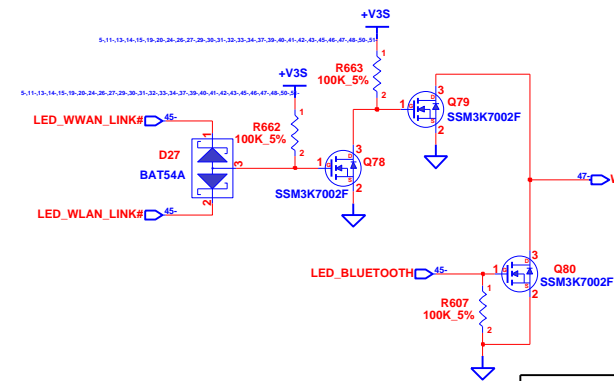 +V3S
5-,11-,13-,14-,15-,19-,20-,24-,26-,27-,29-,30-,31-,32-,33-,34-,37-,39-,40-,41-,42-,43-,45-,46-,47-,48-,50-,51-
R663
100K_5%
1
2
+V3S
5-,11-,13-,14-,15-,19-,20-,24-,26-,27-,29-,30-,31-,32-,33-,34-,37-,39-,40-,41-,42-,43-,45-,46-,47-,48-,50-
R662
100K_5%
1
2
3
Q79
1
SSM3K7002F
2
D
G
S
LED_WWAN_LINK# 45-
1
D27
3
BAT54A
2
3
Q78
1
SSM3K7002F
2
D
G
S
LED_WLAN_LINK# 45-
47-
LED_BLUETOOTH 45-
3
Q80
1
SSM3K7002F
2
D
G
S
R607
100K_5%
1
2